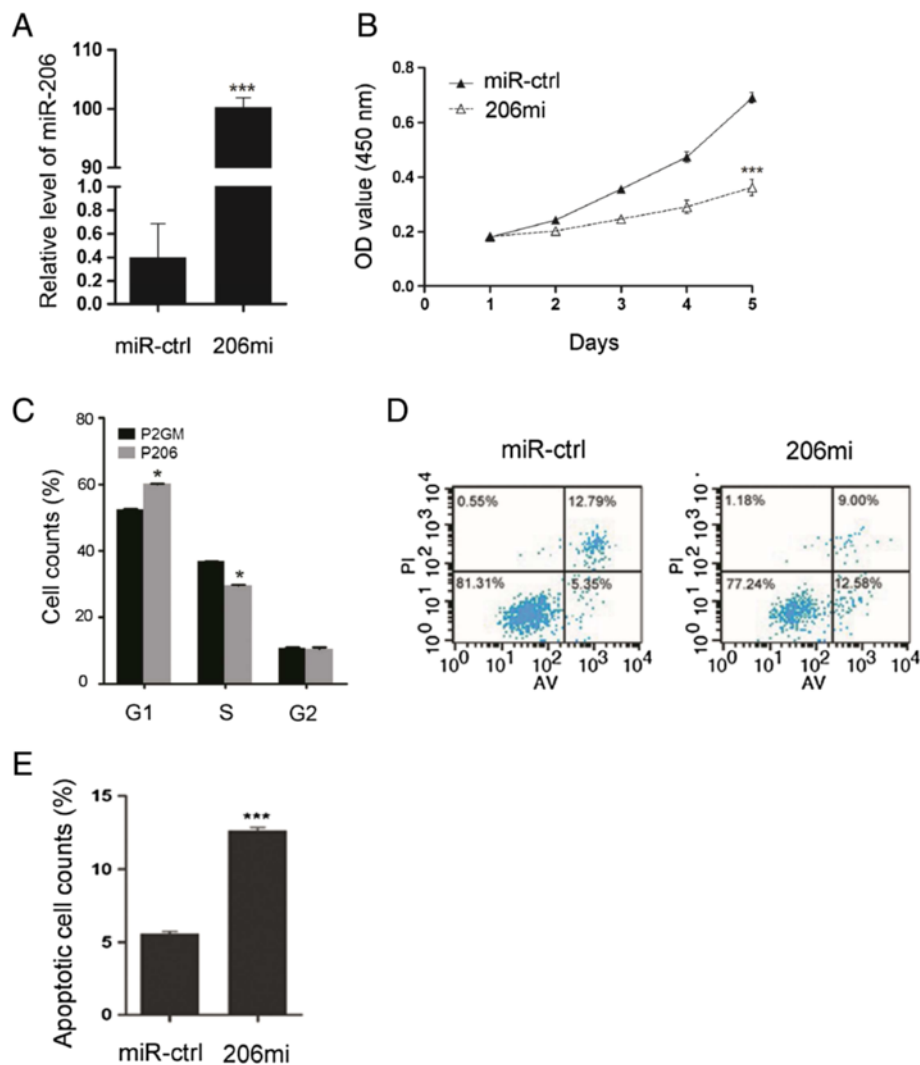 A
Relative level of miR-206
110
100
90
1.0
0.8
0.6
0.4
0.2
0.0
***
miR-ctrl 206mi
B
OD value (450 nm)
0.8
0.6
0.4
0.2
0.0
miR-ctrl
206mi
***
0 1 2 3 4 5
Days
C
Cell counts (%)
80
60
40
20
0
P2GM
P206
*
*
G1 S G2
D
miR-ctrl
PI
10⁴
10³
10²
10¹
10⁰
0.55% 12.79%
81.31% 5.35%
10⁰ 10¹ 10² 10³ 10⁴
AV
206mi
PI
10³
10²
10¹
10⁰
1.18% 9.00%
77.24% 12.58%
10⁰ 10¹ 10² 10³ 10⁴
AV
E
Apoptotic cell counts (%)
15
10
5
0
***
miR-ctrl 206mi